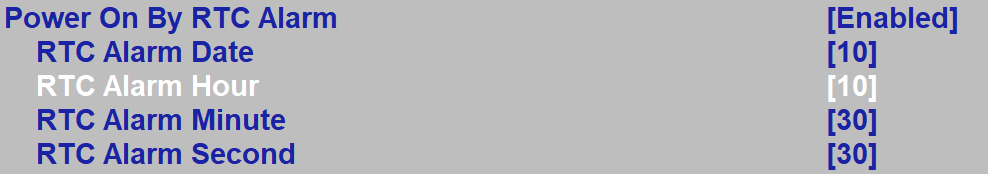 Power On By RTC Alarm [Enabled]
RTC Alarm Date [10]
RTC Alarm Hour [10]
RTC Alarm Minute [30]
RTC Alarm Second [30]